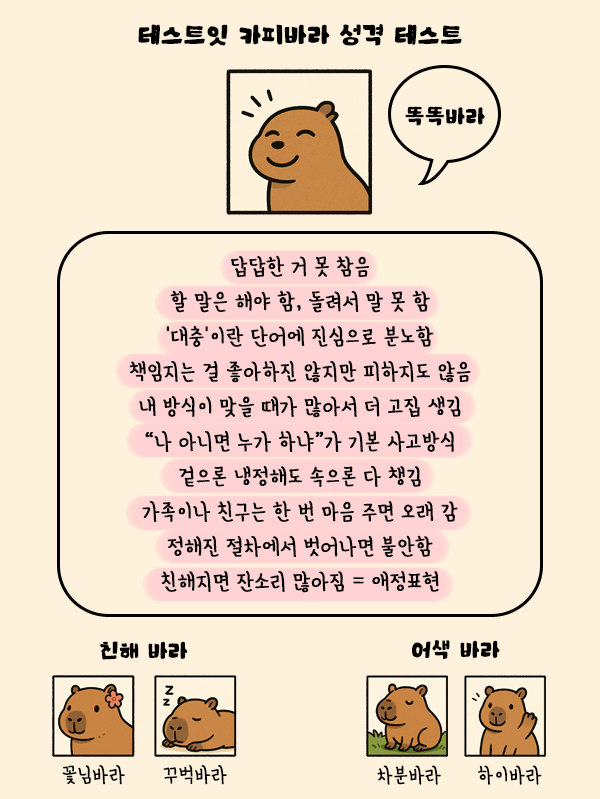 테스트잇 카피바라 성격 테스트
똑똑바라
답답한 거 못 참음
할 말은 해야 함, 돌려서 말 못 함
'대충'이란 단어에 진심으로 분노함
책임지는 걸 좋아하진 않지만 피하지도 않음
내 방식이 맞을 때가 많아서 더 고집 생김
“나 아니면 누가 하냐”가 기본 사고방식
겉으론 냉정해도 속으론 다 챙김
가족이나 친구는 한 번 마음 주면 오래 감
정해진 절차에서 벗어나면 불안함
친해지면 잔소리 많아짐 = 애정표현
친해 바라
어색 바라
z
z
꽃님바라
꾸벅바라
차분바라
하이바라